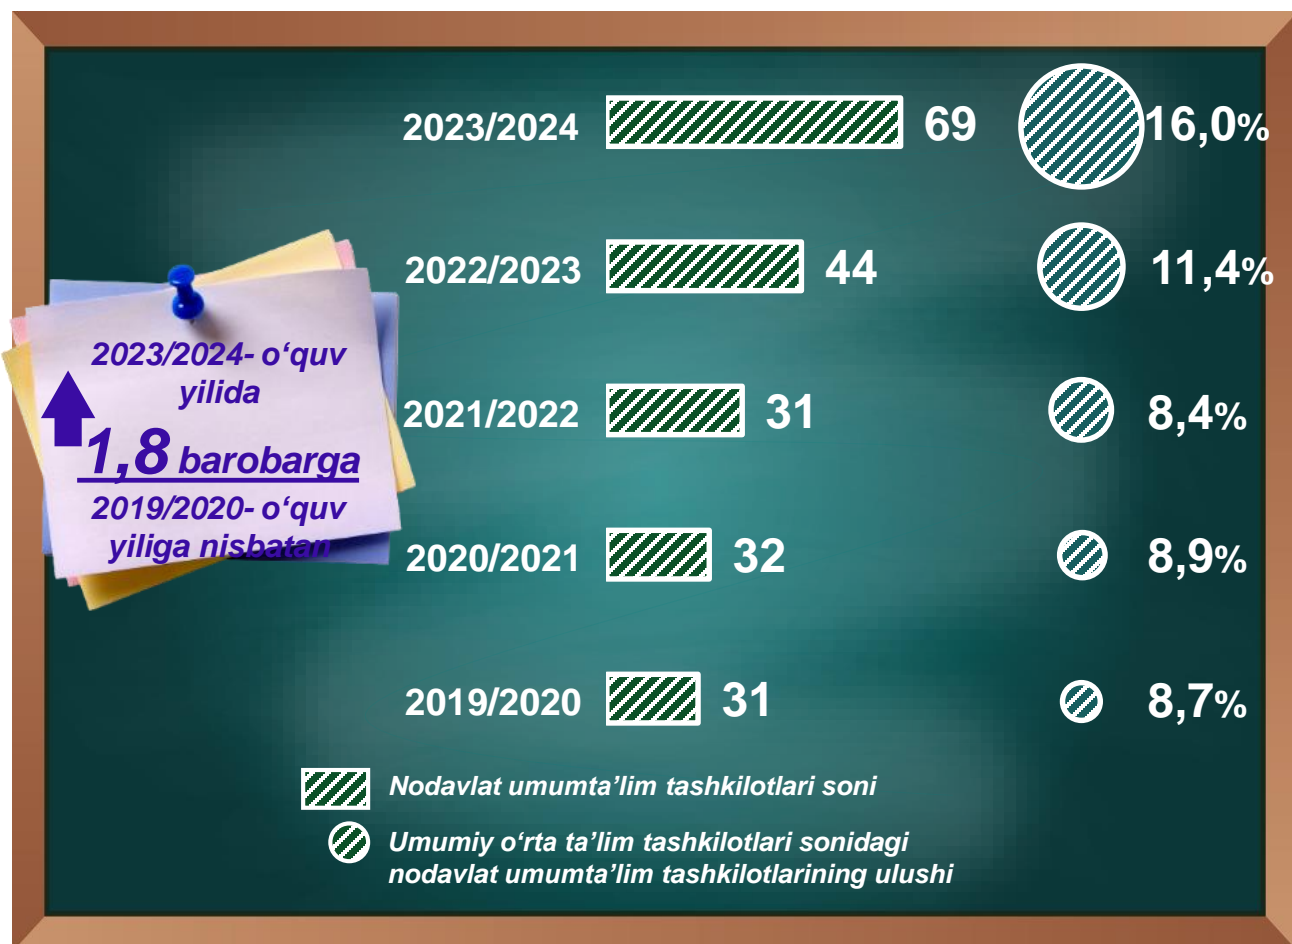 2023/2024 69 16,0%
2022/2023 44 11,4%
2021/2022 31 8,4%
2020/2021 32 8,9%
2019/2020 31 8,7%
2023/2024- o‘quv
yilida
1,8 barobarga
2019/2020- o‘quv
yiliga nisbatan
Nodavlat umumta’lim tashkilotlari soni
Umumiy o‘rta ta’lim tashkilotlari sonidagi
nodavlat umumta’lim tashkilotlarining ulushi